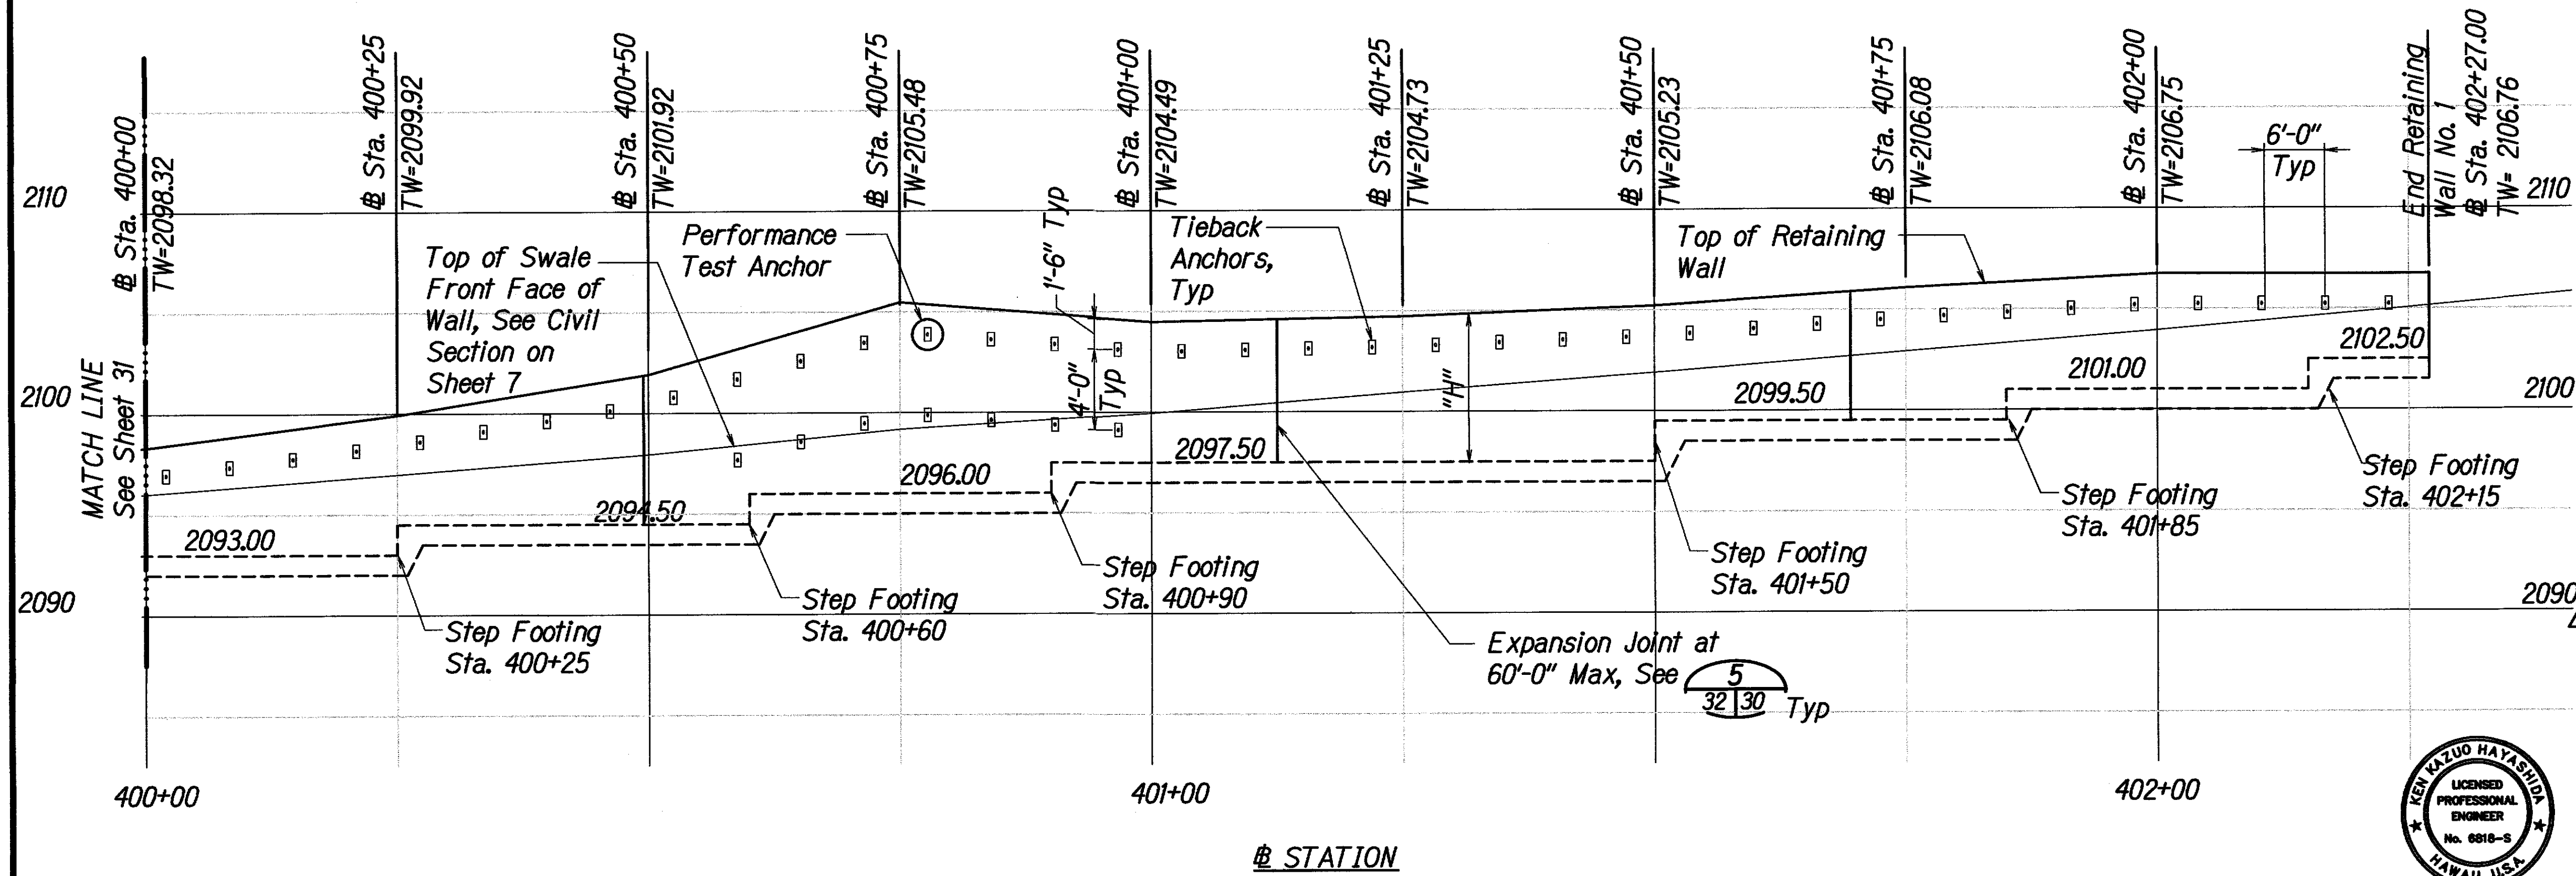 ℄ Sta. 400+00
TW=2098.32
℄ Sta. 400+25
TW=2099.92
℄ Sta. 400+50
TW=2101.92
℄ Sta. 400+75
TW=2105.48
℄ Sta. 401+00
TW=2104.49
℄ Sta. 401+25
TW=2104.73
℄ Sta. 401+50
TW=2105.23
℄ Sta. 401+75
TW=2106.08
℄ Sta. 402+00
TW=2106.75
End Retaining
Wall No. 1
℄ Sta. 402+27.00
TW= 2106.76
6'-0"
Typ
2110
2110
Top of Swale
Front Face of
Wall, See Civil
Section on
Sheet 7
Performance
Test Anchor
1'-6" Typ
Tieback
Anchors,
Typ
Top of Retaining
Wall
MATCH LINE
See Sheet 31
2100
2100
4'-0"
Typ
"H"
2093.00
2094.50
2096.00
2097.50
2099.50
2101.00
2102.50
Step Footing
Sta. 400+25
Step Footing
Sta. 400+60
Step Footing
Sta. 400+90
Step Footing
Sta. 401+50
Step Footing
Sta. 401+85
Step Footing
Sta. 402+15
2090
2090
Expansion Joint at
60'-0" Max, See
5
32 30 Typ
400+00
401+00
402+00
℄ STATION
KEN KAZUO HAYASHIDA
LICENSED
PROFESSIONAL
ENGINEER
No. 6818-S
HAWAII, U.S.A.